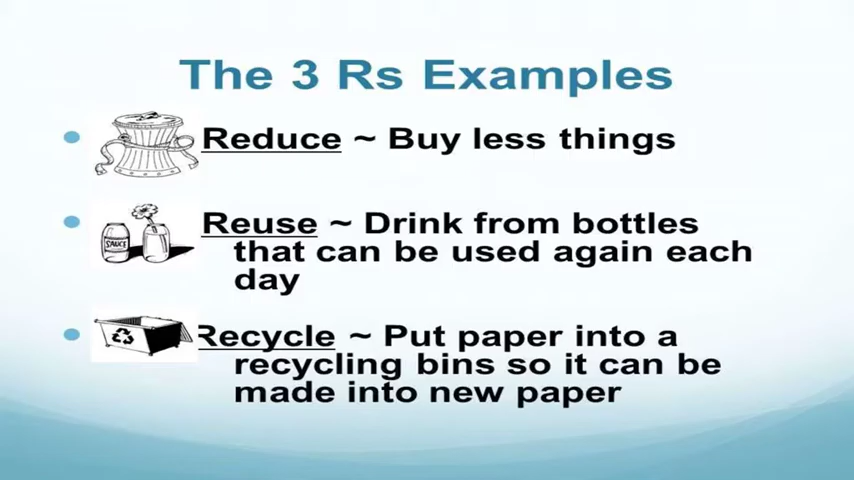 The 3 Rs Examples
• Reduce ~ Buy less things
SAUCE
• Reuse ~ Drink from bottles
that can be used again each
day
• Recycle ~ Put paper into a
recycling bins so it can be
made into new paper